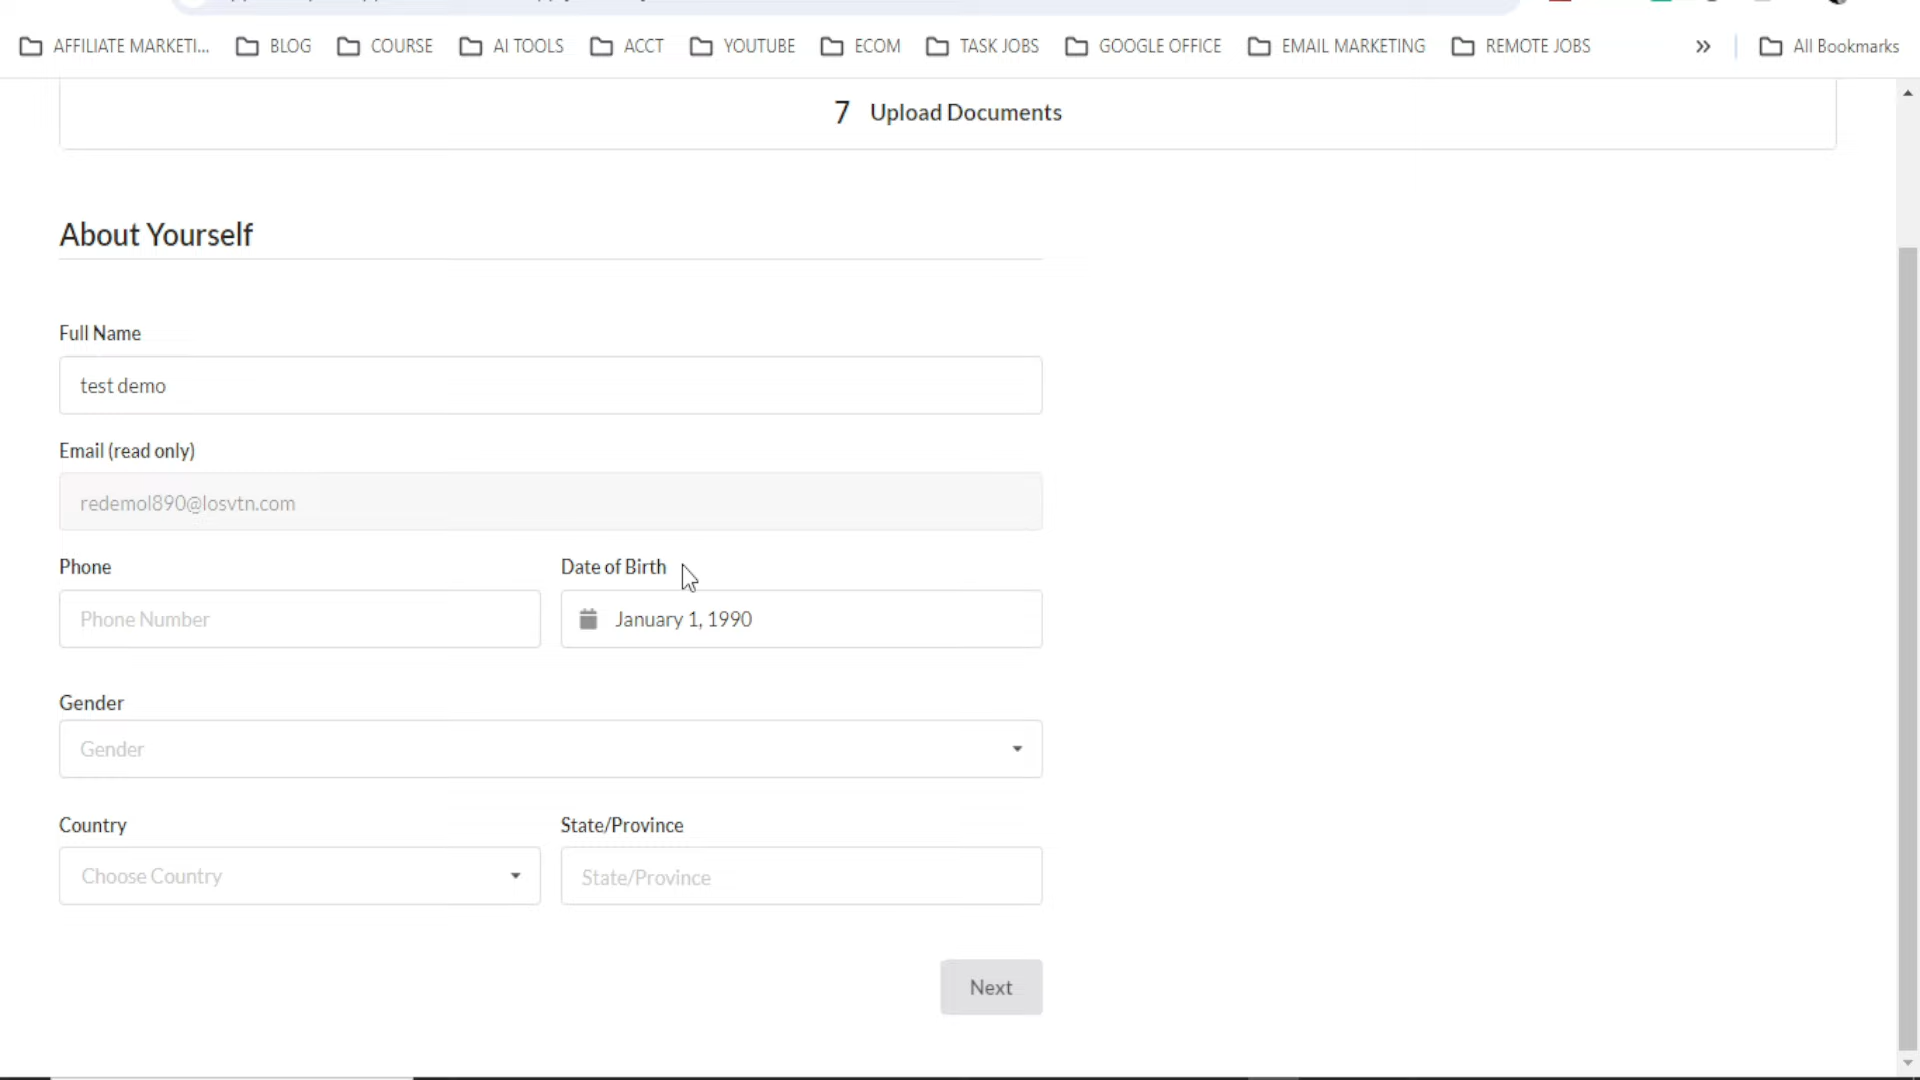 AFFILIATE MARKETI... BLOG COURSE AI TOOLS ACCT YOUTUBE ECOM TASK JOBS GOOGLE OFFICE EMAIL MARKETING REMOTE JOBS » All Bookmarks
7 Upload Documents
About Yourself
Full Name
test demo
Email (read only)
redemol890@losvtn.com
Phone Date of Birth
Phone Number January 1, 1990
Gender
Gender
Country State/Province
Choose Country State/Province
Next